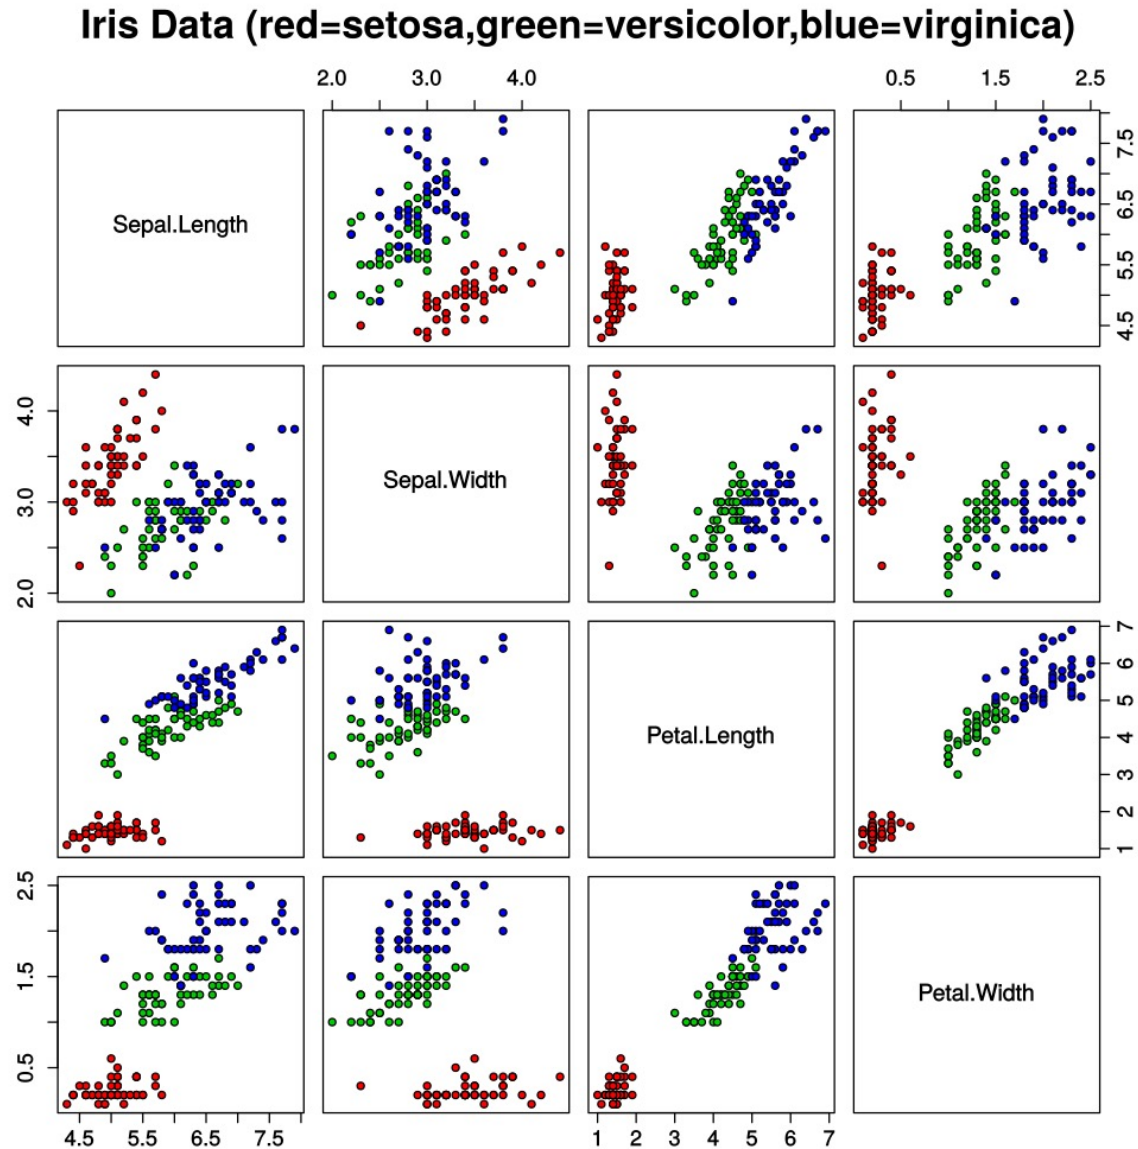 Iris Data (red=setosa,green=versicolor,blue=virginica)
2.0 3.0 4.0 0.5 1.5 2.5
Sepal.Length
4.5 5.5 6.5 7.5
2.0 3.0 4.0
Sepal.Width
Petal.Length
1 2 3 4 5 6 7
0.5 1.5 2.5
Petal.Width
4.5 5.5 6.5 7.5 1 2 3 4 5 6 7